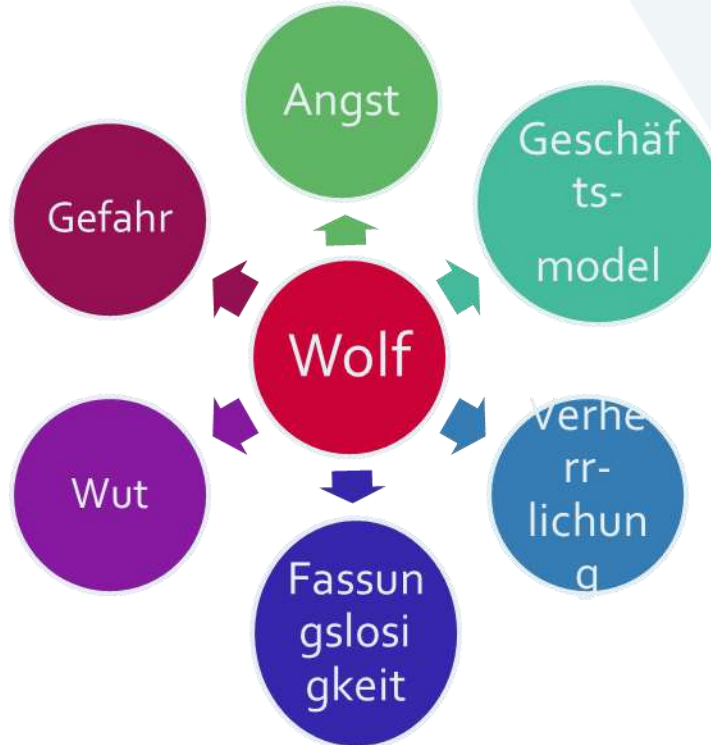 Angst
Geschäf
ts-
model
Gefahr
Wolf
Verhe
rr-
lichun
g
Wut
Fassun
gslosi
gkeit